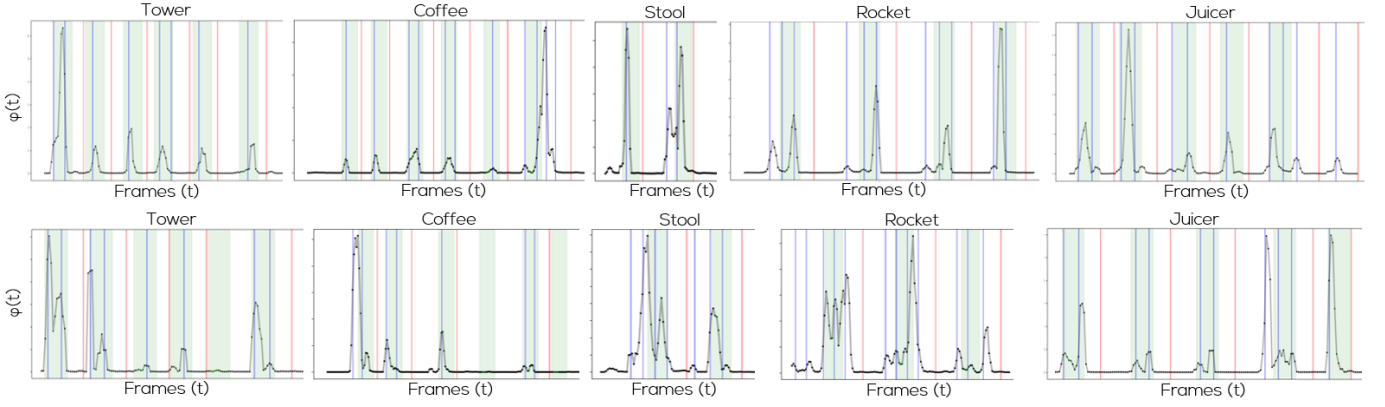 Tower Coffee Stool Rocket Juicer
φ(t)
Frames (t) Frames (t) Frames (t) Frames (t) Frames (t)
Tower Coffee Stool Rocket Juicer
φ(t)
Frames (t) Frames (t) Frames (t) Frames (t) Frames (t)